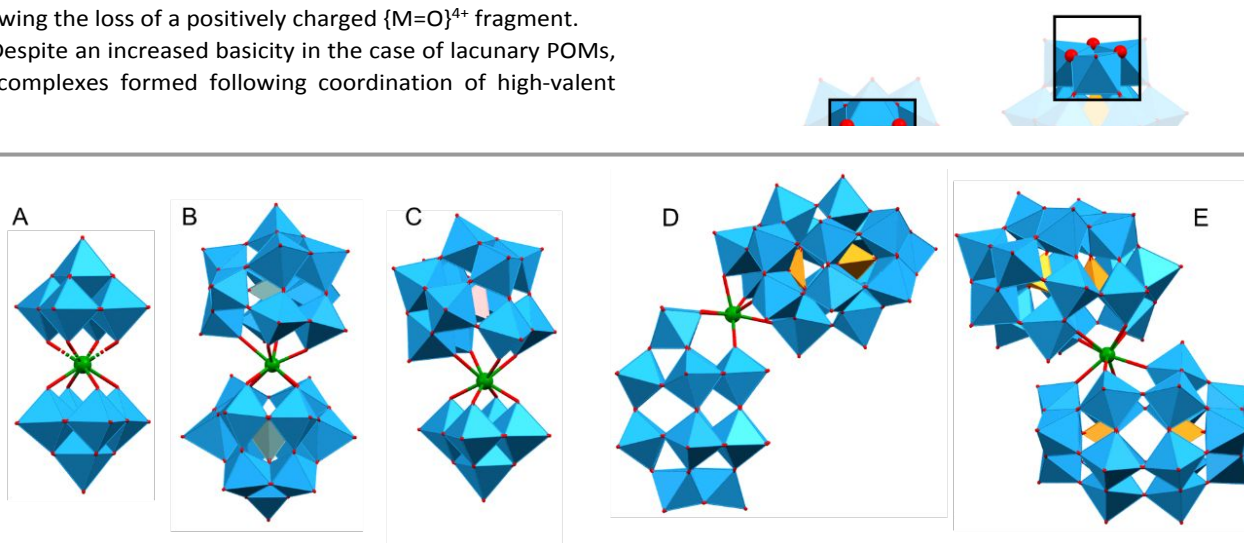 wing the loss of a positively charged {M=O}⁴⁺ fragment.
Despite an increased basicity in the case of lacunary POMs,
complexes formed following coordination of high-valent
A
B
C
D
E